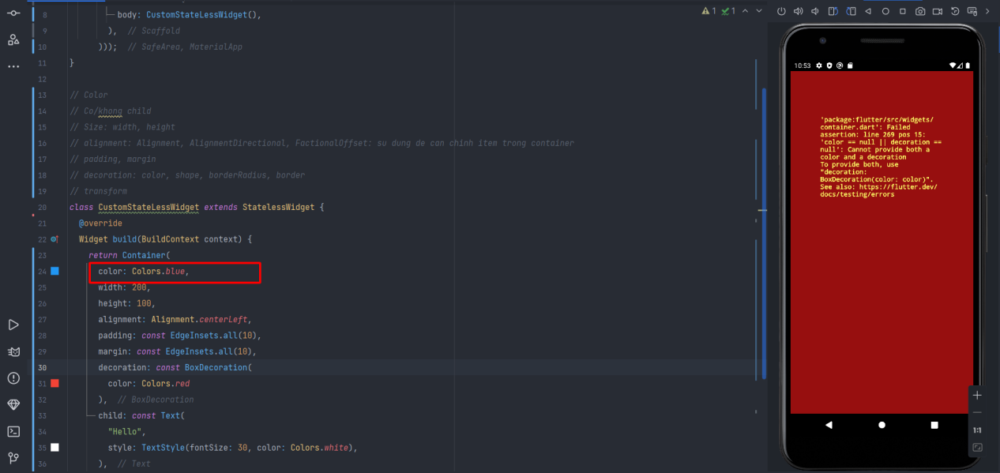 8 body: CustomStateLessWidget(),
9 ), // Scaffold
10 ))); // SafeArea, MaterialApp
11 }
12
13 // Color
14 // Co/khong child
15 // Size: width, height
16 // alignment: Alignment, AlignmentDirectional, FactionalOffset: su dung de can chinh item trong container
17 // padding, margin
18 // decoration: color, shape, borderRadius, border
19 // transform
20 class CustomStateLessWidget extends StatelessWidget {
21 @override
22 Widget build(BuildContext context) {
23 return Container(
24 color: Colors.blue,
25 width: 200,
26 height: 100,
27 alignment: Alignment.centerLeft,
28 padding: const EdgeInsets.all(10),
29 margin: const EdgeInsets.all(10),
30 decoration: const BoxDecoration(
31 color: Colors.red
32 ), // BoxDecoration
33 child: const Text(
34 "Hello",
35 style: TextStyle(fontSize: 30, color: Colors.white),
36 ), // Text
1 1
10:53
'package:flutter/src/widgets/
container.dart': Failed
assertion: line 269 pos 15:
'color == null || decoration ==
null': Cannot provide both a
color and a decoration
To provide both, use
"decoration:
BoxDecoration(color: color)".
See also: https://flutter.dev/
docs/testing/errors
1:1